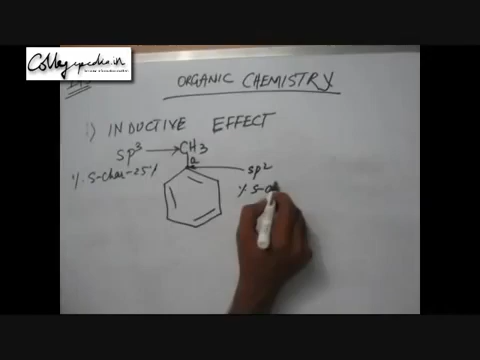 Collegepedia.in
ORGANIC CHEMISTRY
1) INDUCTIVE EFFECT
sp³ → CH3
a
% S-Char-25%
sp2
% S-